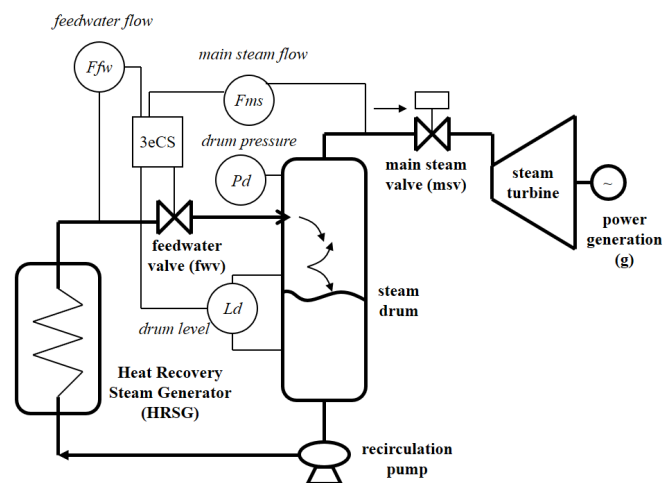 feedwater flow
main steam flow
Ffw
Fms
3eCS
drum pressure
Pd
main steam
valve (msv)
steam
turbine
~
power
generation
(g)
feedwater
valve (fwv)
steam
drum
Ld
drum level
Heat Recovery
Steam Generator
(HRSG)
recirculation
pump